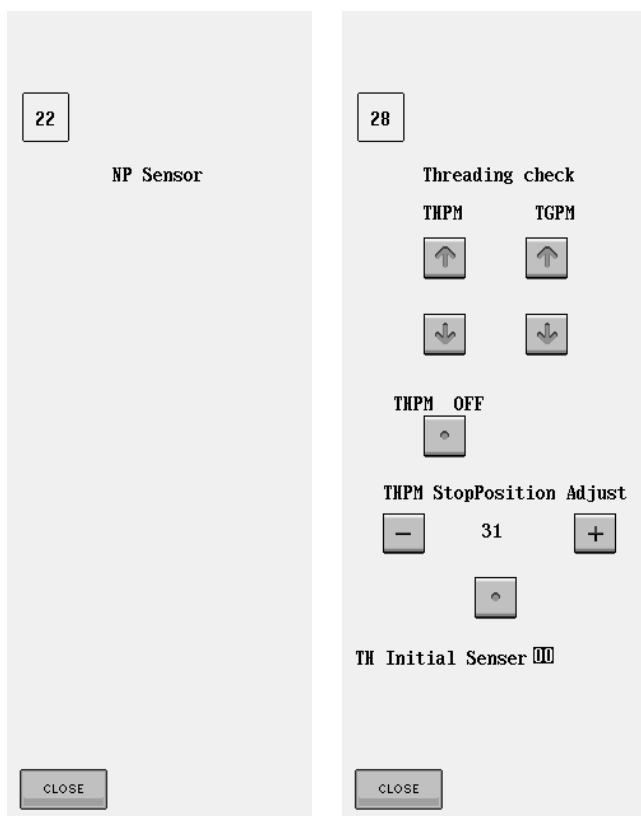 22
NP Sensor
CLOSE
28
Threading check
THPM TGPM
THPM OFF
THPM StopPosition Adjust
31
TH Initial Senser
CLOSE